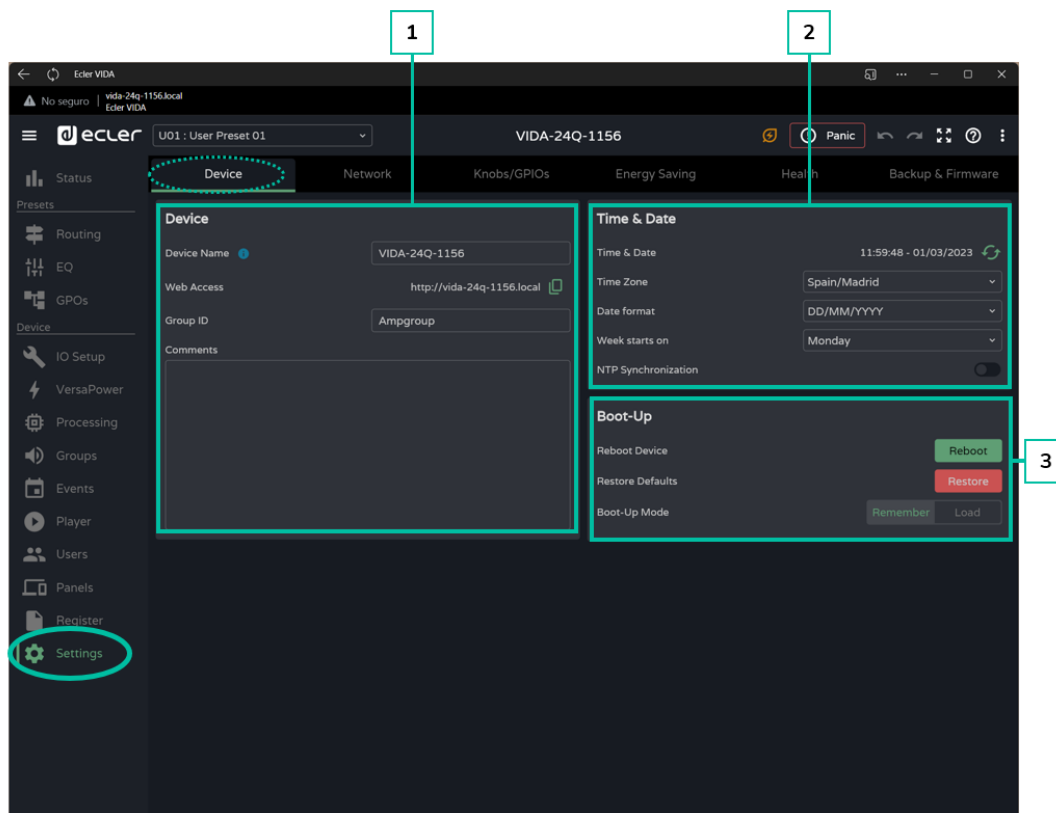 1
2
Ecler VIDA
No seguro
vida-24q-1156.local
Ecler VIDA
ecler
U01 : User Preset 01
VIDA-24Q-1156
Panic
Status
Device
Network
Knobs/GPIOs
Energy Saving
Health
Backup & Firmware
Presets
Routing
EQ
GPOs
Device
IO Setup
VersaPower
Processing
Groups
Events
Player
Users
Panels
Register
Settings
Device
Device Name
VIDA-24Q-1156
Web Access
http://vida-24q-1156.local
Group ID
Ampgroup
Comments
Time & Date
Time & Date
11:59:48 - 01/03/2023
Time Zone
Spain/Madrid
Date format
DD/MM/YYYY
Week starts on
Monday
NTP Synchronization
Boot-Up
Reboot Device
Reboot
Restore Defaults
Restore
Boot-Up Mode
Remember
Load
3